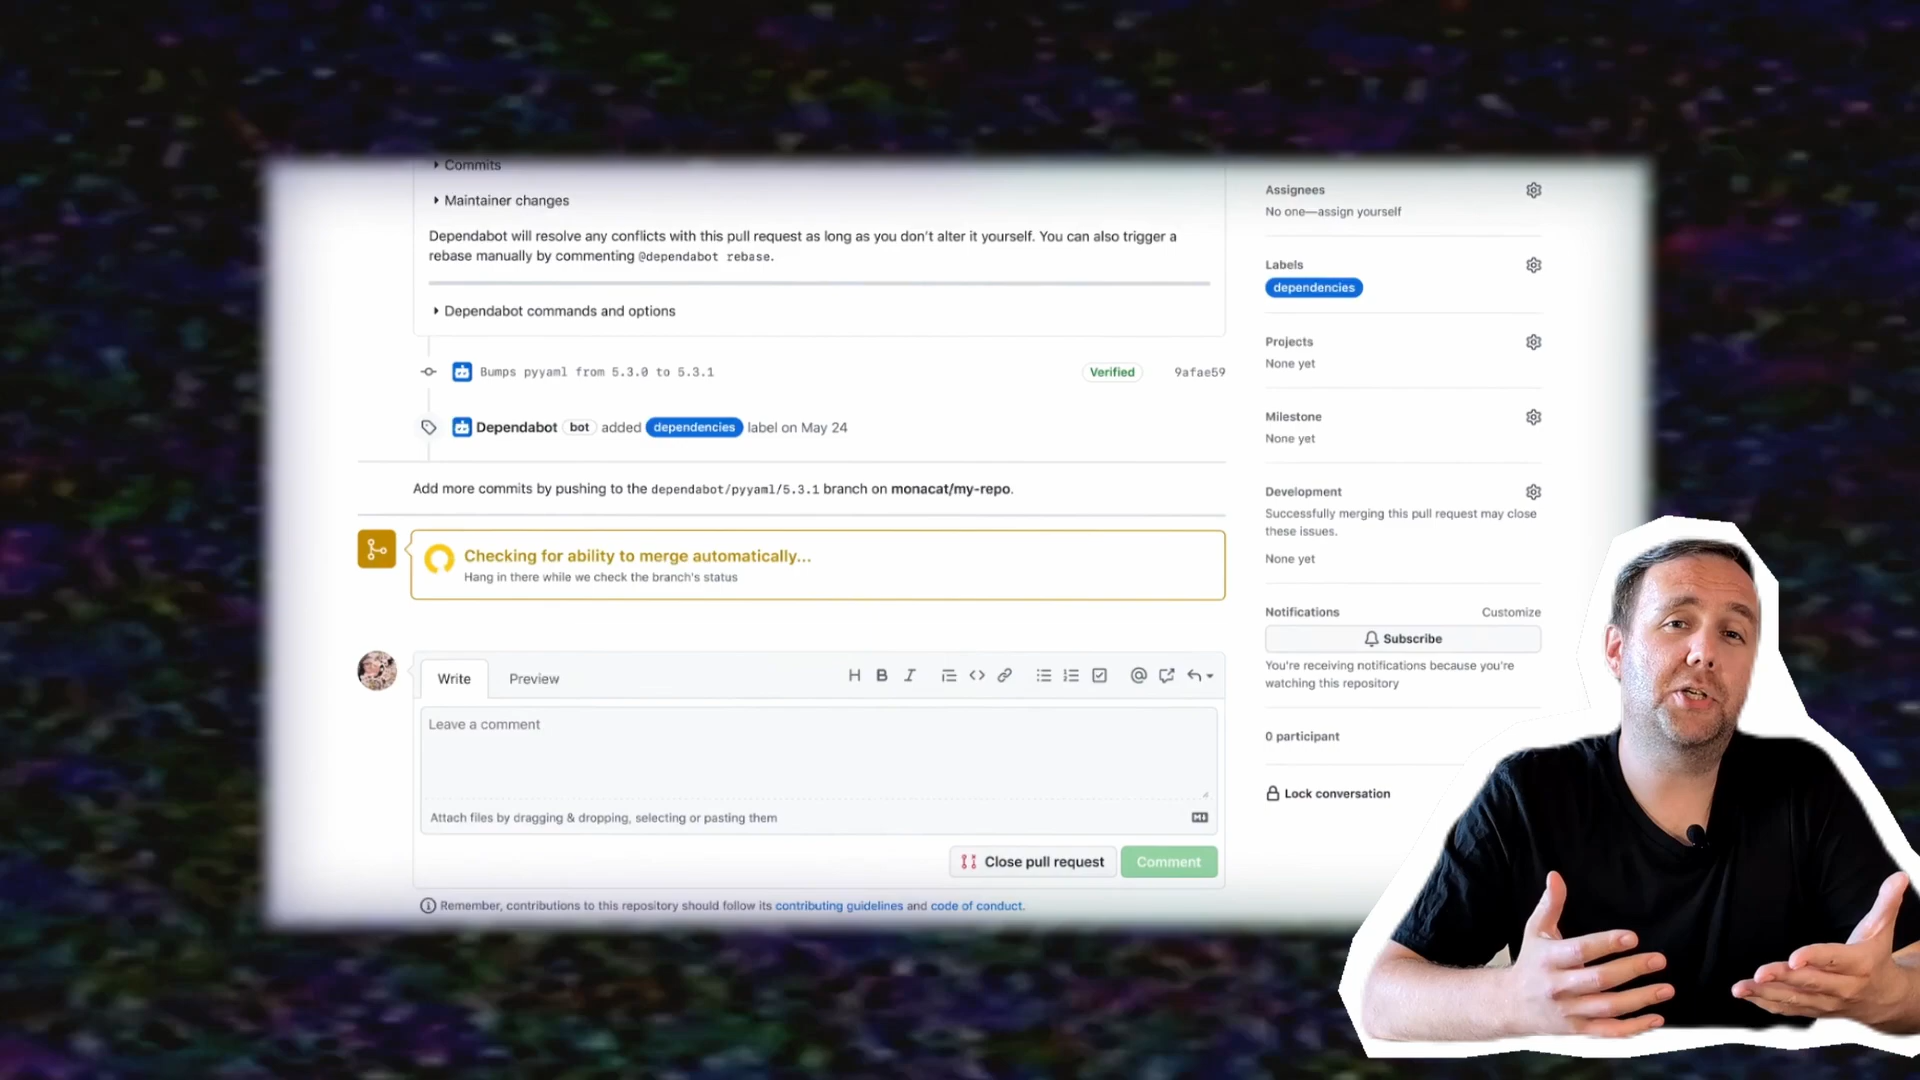 Commits
Maintainer changes
Dependabot will resolve any conflicts with this pull request as long as you don't alter it yourself. You can also trigger a
rebase manually by commenting @dependabot rebase.
Dependabot commands and options
Bumps pyyaml from 5.3.0 to 5.3.1
Verified
9afae59
Dependabot bot added dependencies label on May 24
Add more commits by pushing to the dependabot/pyyaml/5.3.1 branch on monacat/my-repo.
Checking for ability to merge automatically...
Hang in there while we check the branch's status
Write
Preview
H B I
Leave a comment
Attach files by dragging & dropping, selecting or pasting them
Close pull request
Comment
Remember, contributions to this repository should follow its contributing guidelines and code of conduct.
Assignees
No one—assign yourself
Labels
dependencies
Projects
None yet
Milestone
None yet
Development
Successfully merging this pull request may close
these issues.
None yet
Notifications
Customize
Subscribe
You're receiving notifications because you're
watching this repository
0 participant
Lock conversation